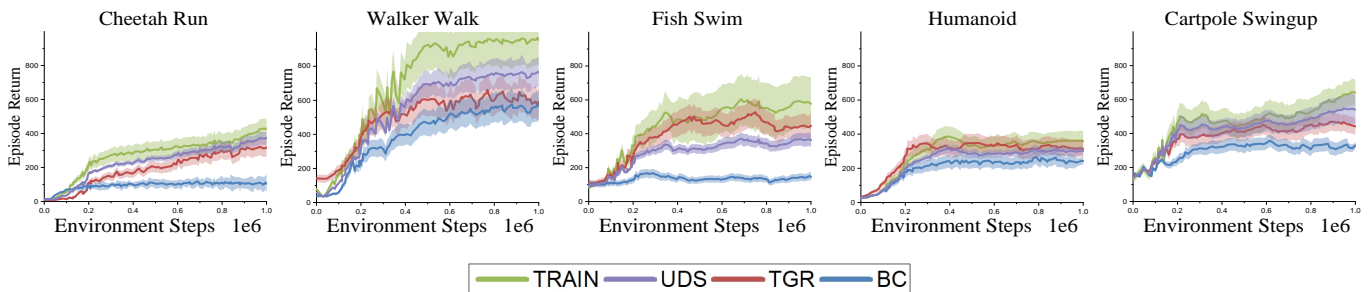 Cheetah Run
Walker Walk
Fish Swim
Humanoid
Cartpole Swingup
Episode Return
800
600
400
200
0
0.0 0.2 0.4 0.6 0.8 1.0
Environment Steps 1e6
Episode Return
800
600
400
200
0
0.0 0.2 0.4 0.6 0.8 1.0
Environment Steps 1e6
Episode Return
800
600
400
200
0
0.0 0.2 0.4 0.6 0.8 1.0
Environment Steps 1e6
Episode Return
800
600
400
200
0
0.0 0.2 0.4 0.6 0.8 1.0
Environment Steps 1e6
Episode Return
800
600
400
200
0
0.0 0.2 0.4 0.6 0.8 1.0
Environment Steps 1e6
TRAIN UDS TGR BC